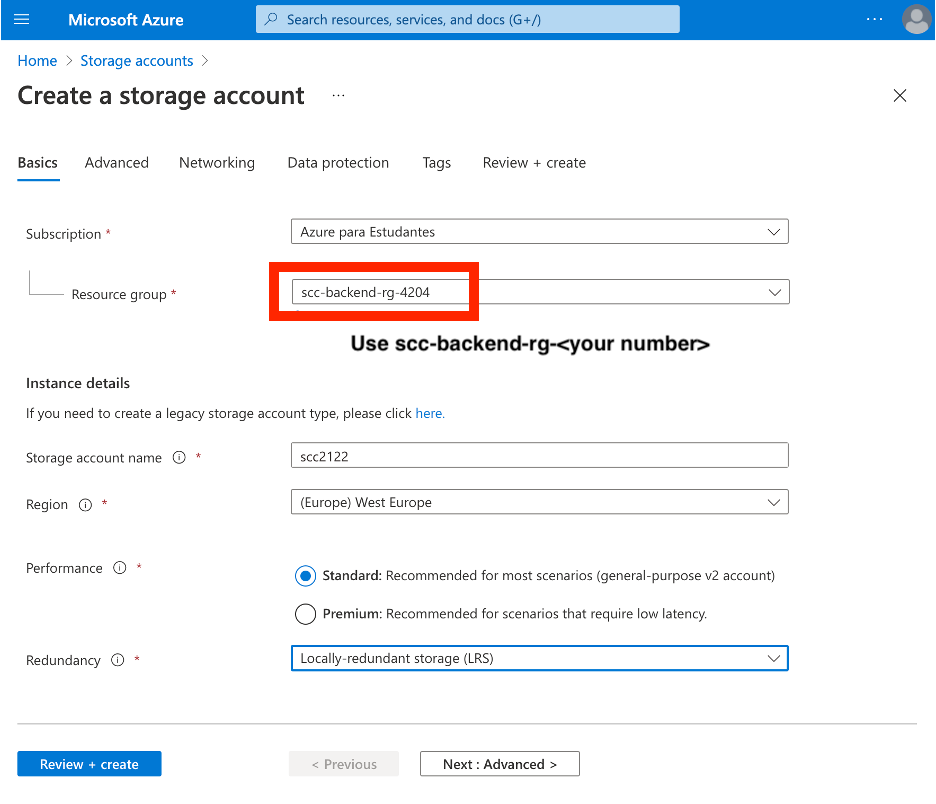 Microsoft Azure
Search resources, services, and docs (G+/)
Home > Storage accounts >
Create a storage account ...
Basics Advanced Networking Data protection Tags Review + create
Subscription *
Azure para Estudantes
Resource group *
scc-backend-rg-4204
Use scc-backend-rg-<your number>
Instance details
If you need to create a legacy storage account type, please click here.
Storage account name *
scc2122
Region *
(Europe) West Europe
Performance *
Standard: Recommended for most scenarios (general-purpose v2 account)
Premium: Recommended for scenarios that require low latency.
Redundancy *
Locally-redundant storage (LRS)
Review + create
< Previous
Next : Advanced >